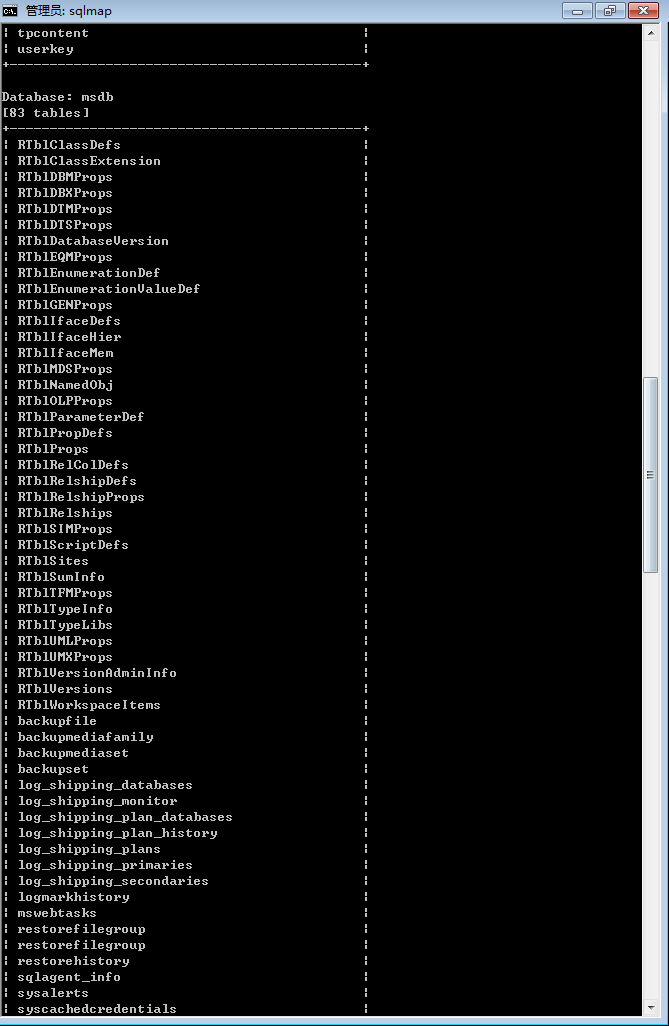 管理员: sqlmap
| tpcontent |
| userkey |
+--------------------------------------------+
Database: msdb
[83 tables]
+--------------------------------------------+
| RTblClassDefs |
| RTblClassExtension |
| RTblDBMProps |
| RTblDBXProps |
| RTblDTMProps |
| RTblDTSProps |
| RTblDatabaseVersion |
| RTblEQMProps |
| RTblEnumerationDef |
| RTblEnumerationValueDef |
| RTblGENProps |
| RTblIfaceDefs |
| RTblIfaceHier |
| RTblIfaceMem |
| RTblMDSProps |
| RTblNamedObj |
| RTblOLPProps |
| RTblParameterDef |
| RTblPropDefs |
| RTblProps |
| RTblRelColDefs |
| RTblRelshipDefs |
| RTblRelshipProps |
| RTblRelships |
| RTblSIMProps |
| RTblScriptDefs |
| RTblSites |
| RTblSumInfo |
| RTblTFMProps |
| RTblTypeInfo |
| RTblTypeLibs |
| RTblUMLProps |
| RTblUMXProps |
| RTblVersionAdminInfo |
| RTblVersions |
| RTblWorkspaceItems |
| backupfile |
| backupmediafamily |
| backupmediaset |
| backupset |
| log_shipping_databases |
| log_shipping_monitor |
| log_shipping_plan_databases |
| log_shipping_plan_history |
| log_shipping_plans |
| log_shipping_primaries |
| log_shipping_secondaries |
| logmarkhistory |
| mswebtasks |
| restorefilegroup |
| restorefilegroup |
| restorehistory |
| sqlagent_info |
| sysalerts |
| syscachedcredentials |